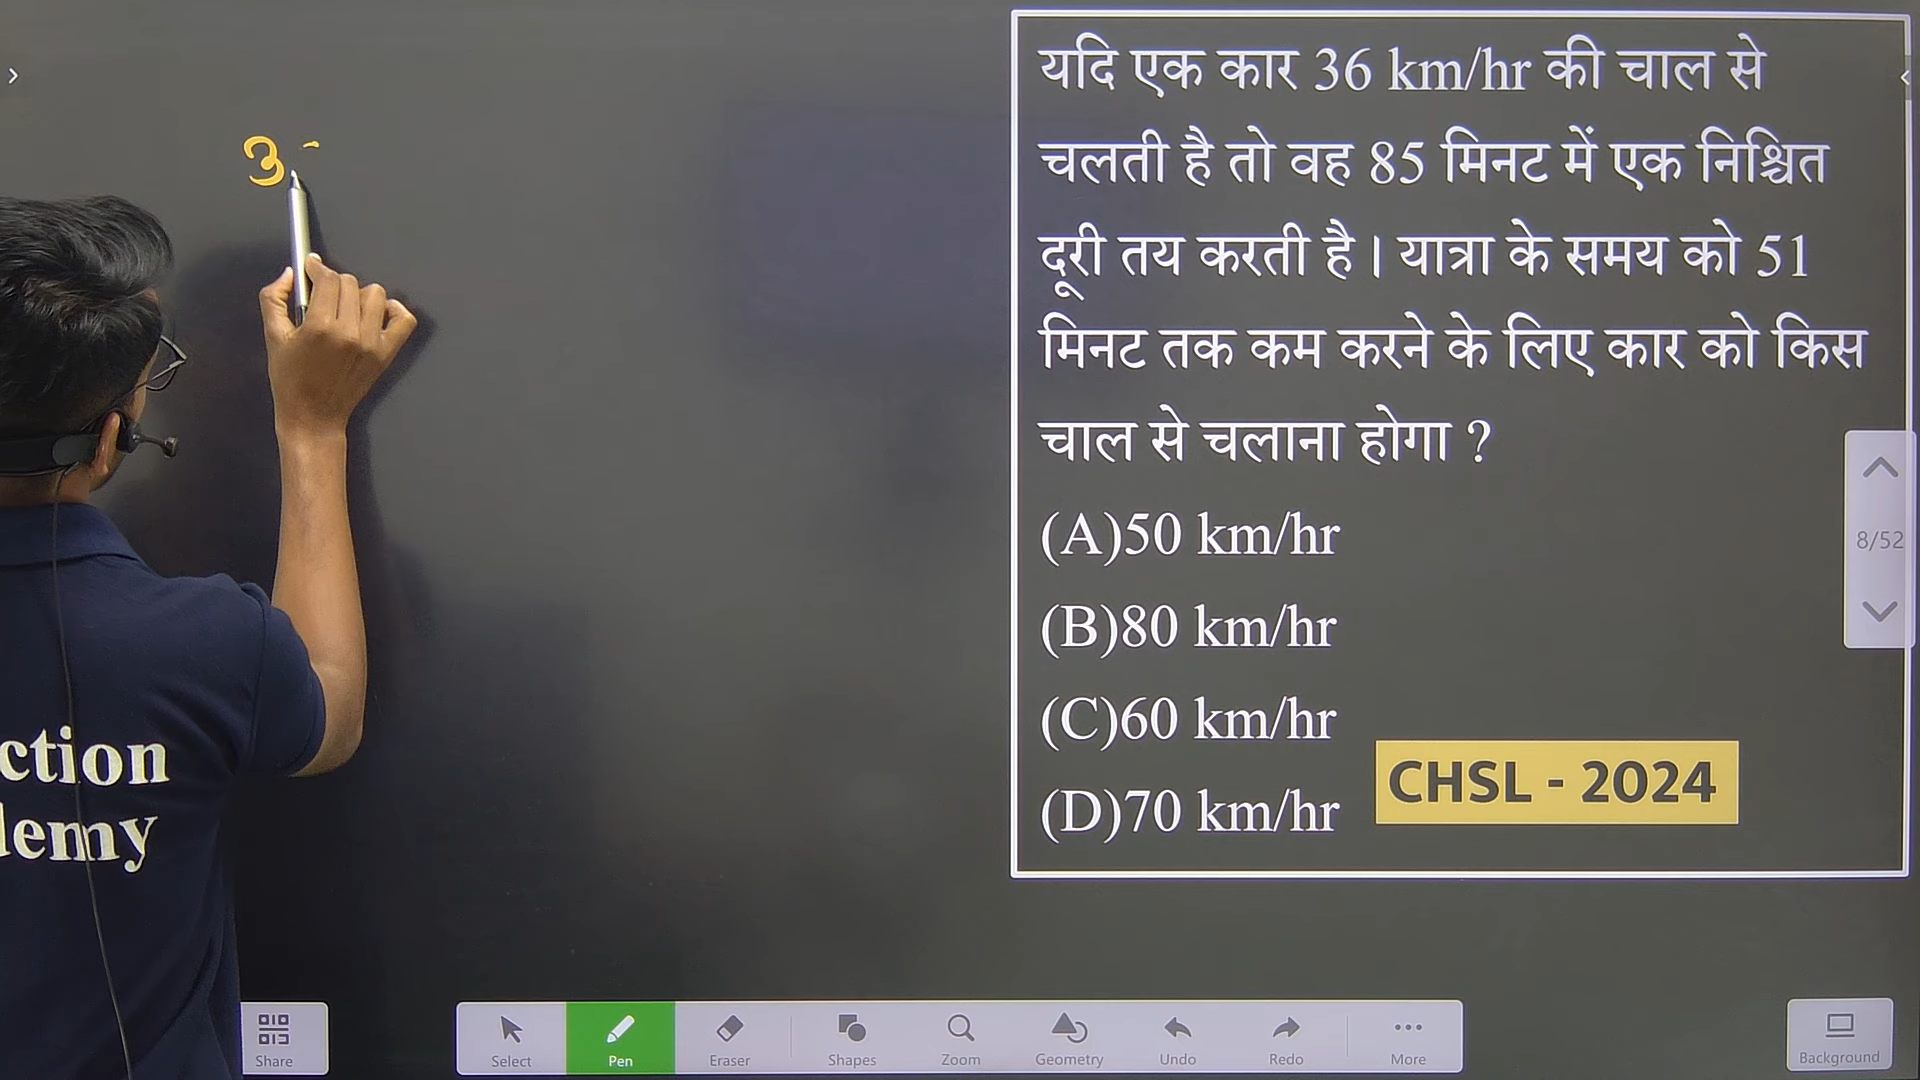 यदि एक कार 36 km/hr की चाल से
चलती है तो वह 85 मिनट में एक निश्चित
दूरी तय करती है । यात्रा के समय को 51
मिनट तक कम करने के लिए कार को किस
चाल से चलाना होगा ?
(A)50 km/hr
(B)80 km/hr
(C)60 km/hr
(D)70 km/hr
CHSL - 2024
3
8/52
ction
demy
Share
Select
Pen
Eraser
Shapes
Zoom
Geometry
Undo
Redo
More
Background